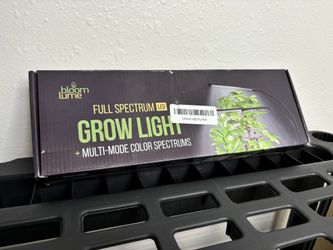 bloom
lume
FULL SPECTRUM LED
GROW LIGHT
+ MULTI-MODE COLOR SPECTRUMS